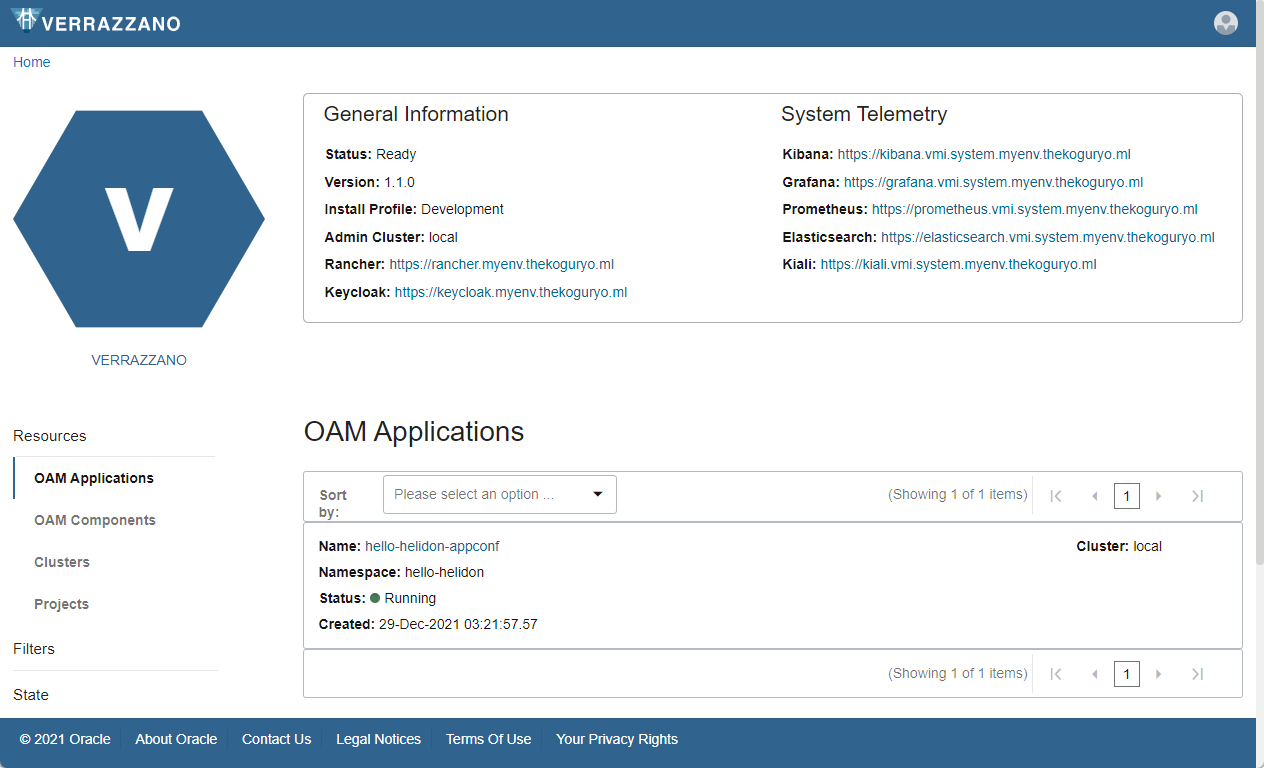 VERRAZZANO
Home
V
VERRAZZANO
General Information
Status: Ready
Version: 1.1.0
Install Profile: Development
Admin Cluster: local
Rancher: https://rancher.myenv.thekoguryo.ml
Keycloak: https://keycloak.myenv.thekoguryo.ml
System Telemetry
Kibana: https://kibana.vmi.system.myenv.thekoguryo.ml
Grafana: https://grafana.vmi.system.myenv.thekoguryo.ml
Prometheus: https://prometheus.vmi.system.myenv.thekoguryo.ml
Elasticsearch: https://elasticsearch.vmi.system.myenv.thekoguryo.ml
Kiali: https://kiali.vmi.system.myenv.thekoguryo.ml
Resources
OAM Applications
OAM Components
Clusters
Projects
Filters
State
OAM Applications
Sort
by:
Please select an option ...
(Showing 1 of 1 items)
1
Name: hello-helidon-appconf
Cluster: local
Namespace: hello-helidon
Status: Running
Created: 29-Dec-2021 03:21:57.57
(Showing 1 of 1 items)
1
© 2021 Oracle About Oracle Contact Us Legal Notices Terms Of Use Your Privacy Rights